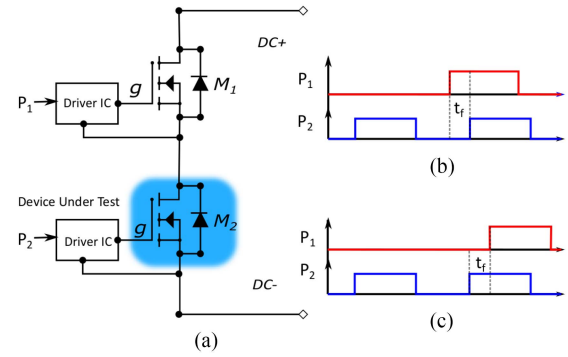 DC+
g
M1
P1
Driver IC
Device Under Test
g
M2
P2
Driver IC
DC-
(a)
P1
tf
P2
(b)
P1
tf
P2
(c)